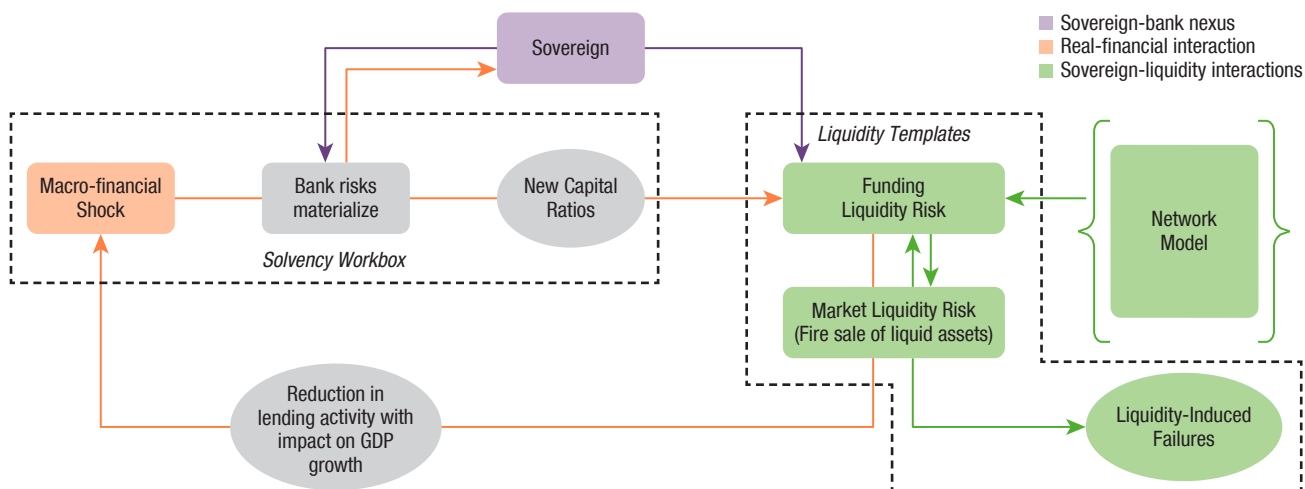 Sovereign
Sovereign-bank nexus
Real-financial interaction
Sovereign-liquidity interactions
Liquidity Templates
Macro-financial
Shock
Bank risks
materialize
New Capital
Ratios
Funding
Liquidity Risk
Network
Model
Solvency Workbox
Market Liquidity Risk
(Fire sale of liquid assets)
Reduction in
lending activity with
impact on GDP
growth
Liquidity-Induced
Failures